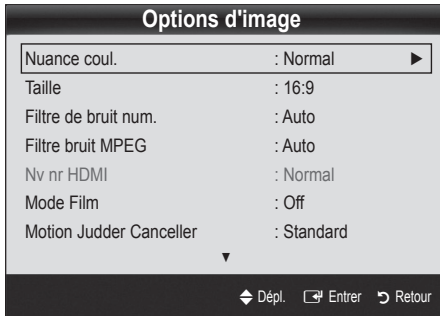 Options d'image
Nuance coul. : Normal ►
Taille : 16:9
Filtre de bruit num. : Auto
Filtre bruit MPEG : Auto
Nv nr HDMI : Normal
Mode Film : Off
Motion Judder Canceller : Standard
▼
Dépl. Entrer Retour